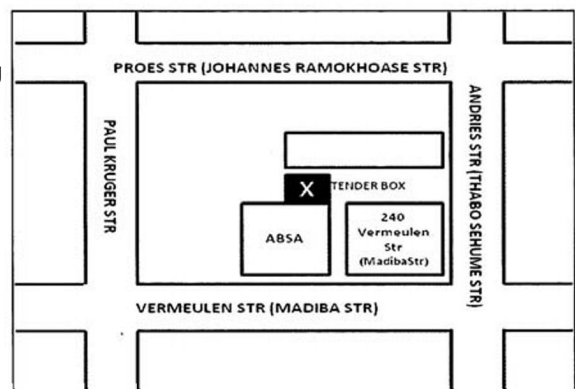 PROES STR (JOHANNES RAMOKHOASE STR)
PAUL KRUGER STR
ANDRIES STR (THABO SEHUME STR)
X
TENDER BOX
ABSA
240
Vermeulen
Str
(MadibaStr)
VERMEULEN STR (MADIBA STR)